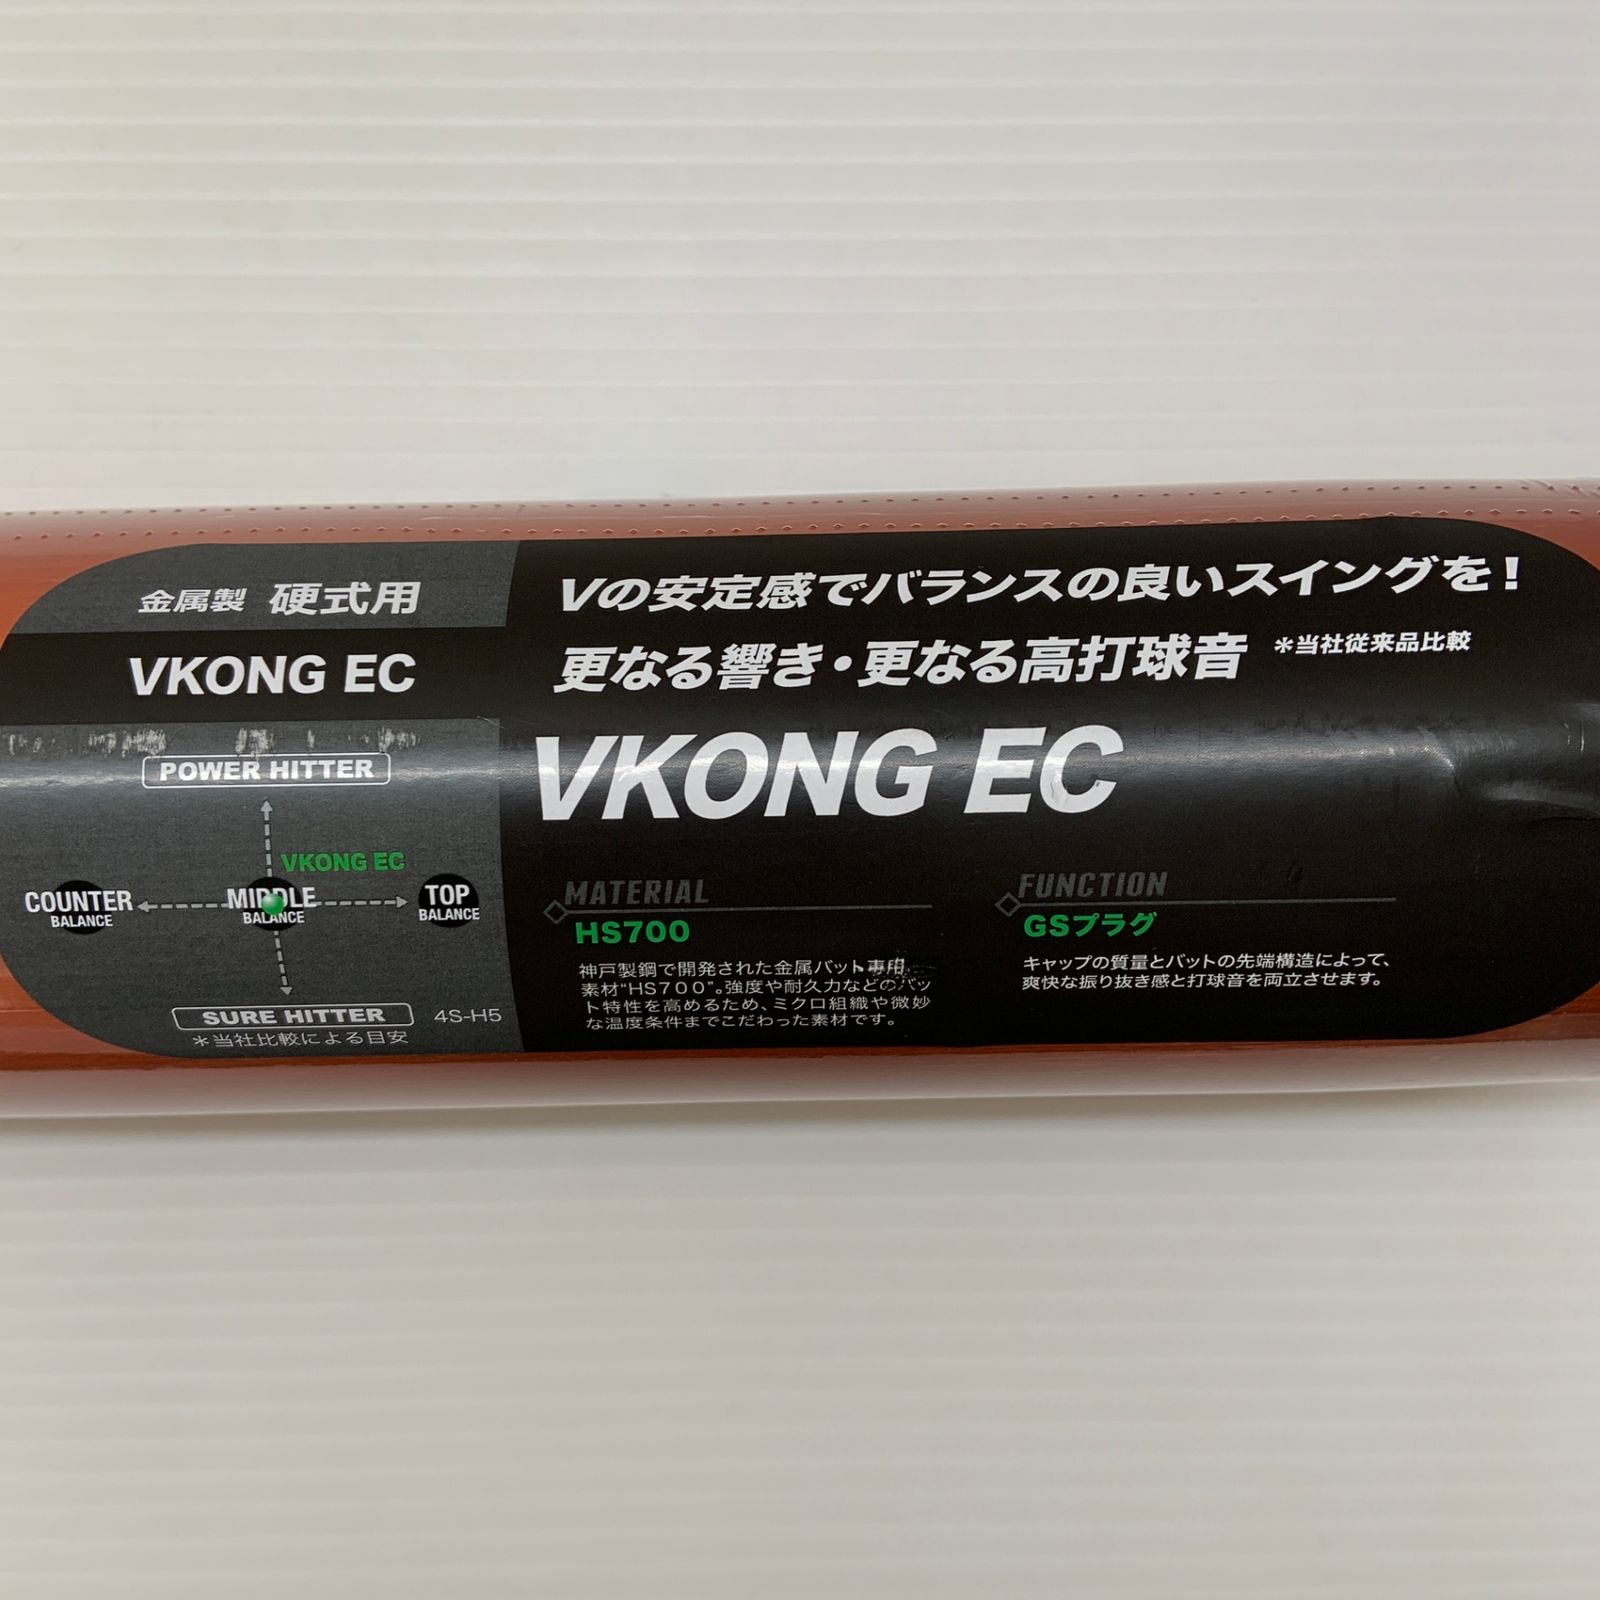 金属製 硬式用
VKONG EC
POWER HITTER
VKONG EC
COUNTER
BALANCE
MIDDLE
BALANCE
TOP
BALANCE
SURE HITTER
4S-H5
＊当社比較による目安
Vの安定感でバランスの良いスイングを!
更なる響き・更なる高打球音 ＊当社従来品比較
VKONG EC
MATERIAL
HS700
神戸製鋼で開発された金属バット専用
素材“HS700”。強度や耐久力などのバッ
ト特性を高めるため、ミクロ組織や微妙
な温度条件までこだわった素材です。
FUNCTION
GSプラグ
キャップの質量とバットの先端構造によって、
爽快な振り抜き感と打球音を両立させます。